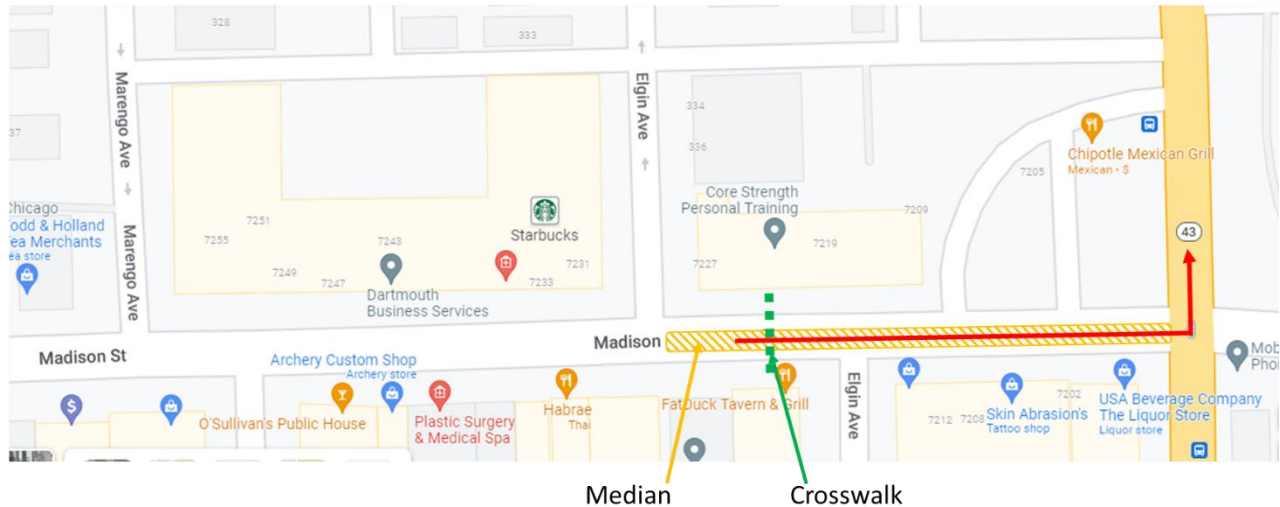 328
333
Marengo Ave
Elgin Ave
37
334
336
Chipotle Mexican Grill
Mexican • $
7205
Core Strength
Personal Training
7209
Chicago
Todd & Holland
Tea Merchants
Tea store
7251
7255
7243
Starbucks
7219
43
7249
7247
7231
7233
7227
Marengo Ave
Dartmouth
Business Services
Madison St
Madison
Archery Custom Shop
Archery store
Mob
Phon
O'Sullivan's Public House
Plastic Surgery
& Medical Spa
Habrae
Thai
FatDuck Tavern & Grill
Elgin Ave
7212
7208
7202
Skin Abrasion's
Tattoo shop
USA Beverage Company
The Liquor Store
Liquor store
$
Median
Crosswalk